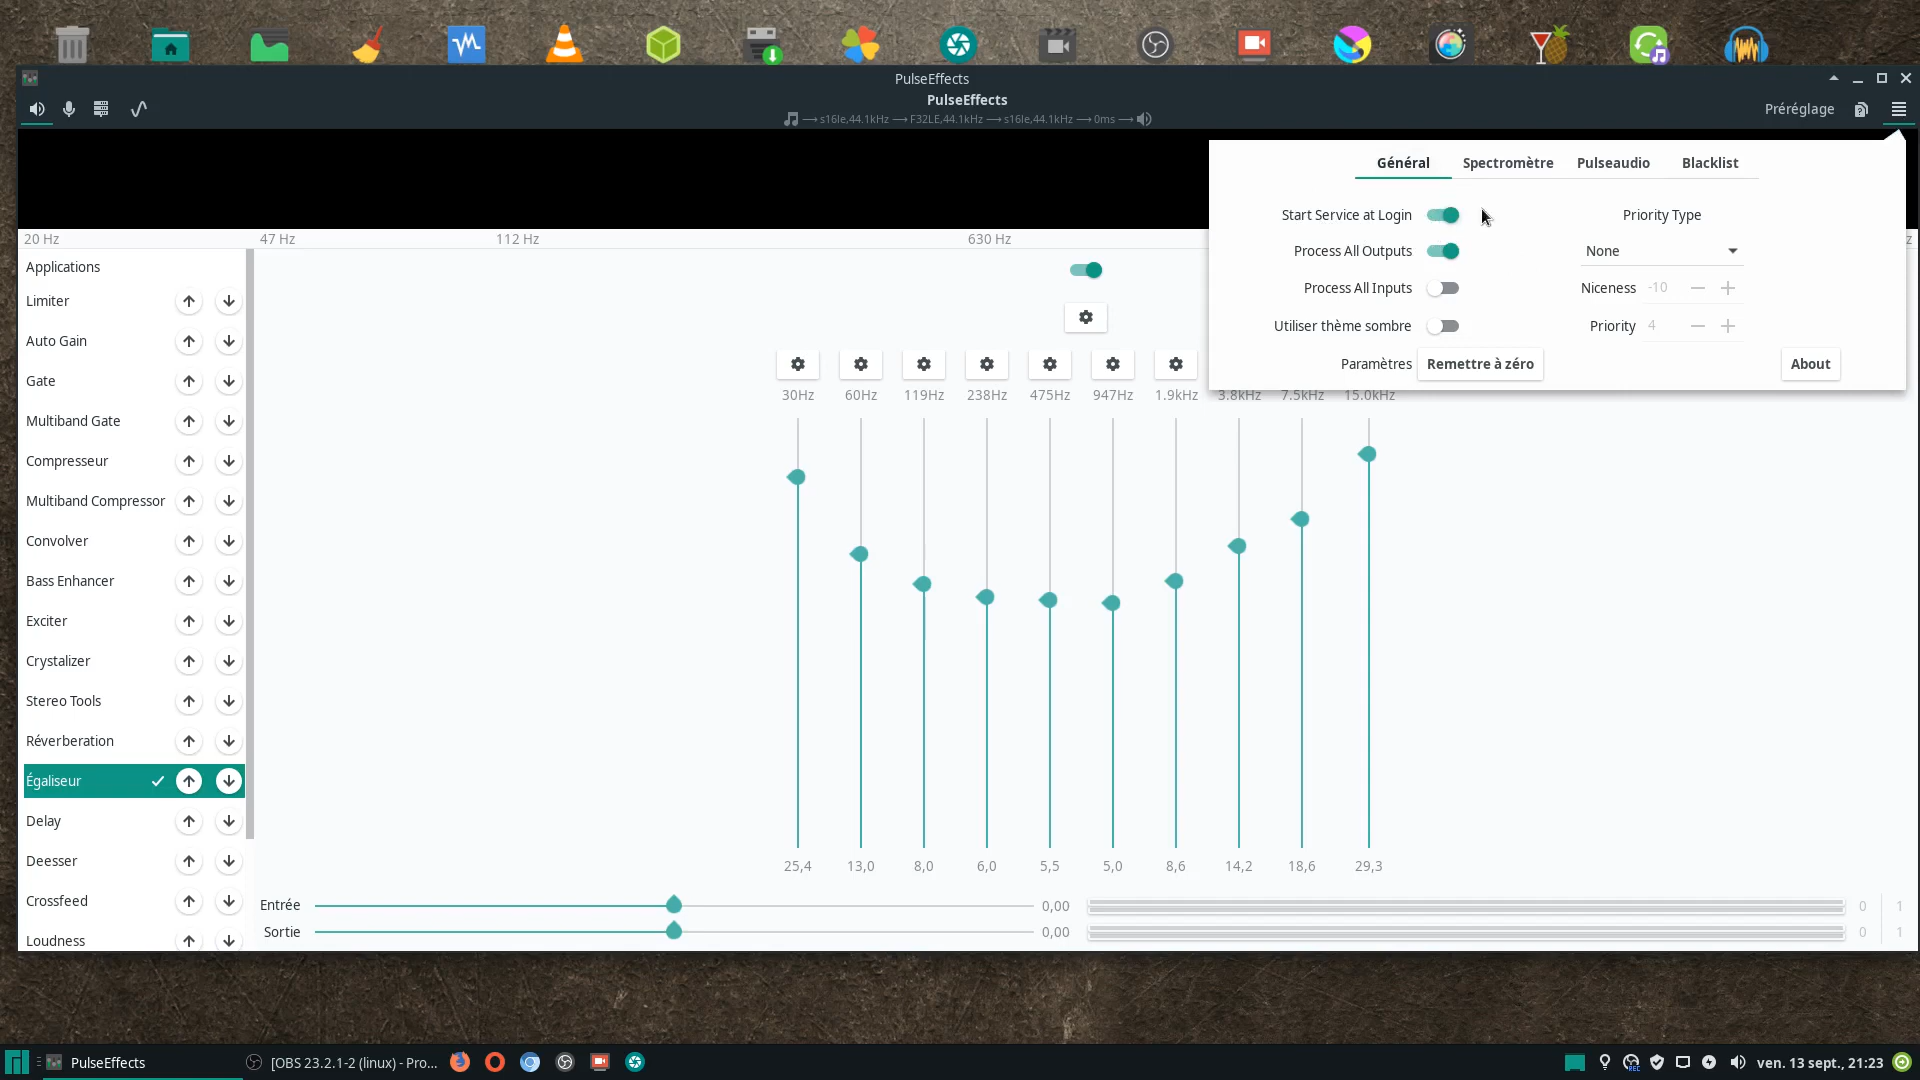 PulseEffects
PulseEffects
s16le,44.1kHz F32LE,44.1kHz s16le,44.1kHz 0ms
Préréglage
Général Spectromètre Pulseaudio Blacklist
Start Service at Login Priority Type
Process All Outputs None
Process All Inputs Niceness -10
Utiliser thème sombre Priority 4
Paramètres Remettre à zéro About
20 Hz 47 Hz 112 Hz 630 Hz z
Applications
Limiter
Auto Gain
Gate
Multiband Gate
Compresseur
Multiband Compressor
Convolver
Bass Enhancer
Exciter
Crystalizer
Stereo Tools
Réverberation
Égaliseur
Delay
Deesser
Crossfeed
Loudness
30Hz 60Hz 119Hz 238Hz 475Hz 947Hz 1.9kHz 3.8kHz 7.5kHz 15.0kHz
25,4 13,0 8,0 6,0 5,5 5,0 8,6 14,2 18,6 29,3
Entrée 0,00 0 1
Sortie 0,00 0 1
PulseEffects [OBS 23.2.1-2 (linux) - Pro... REC ven. 13 sept., 21:23